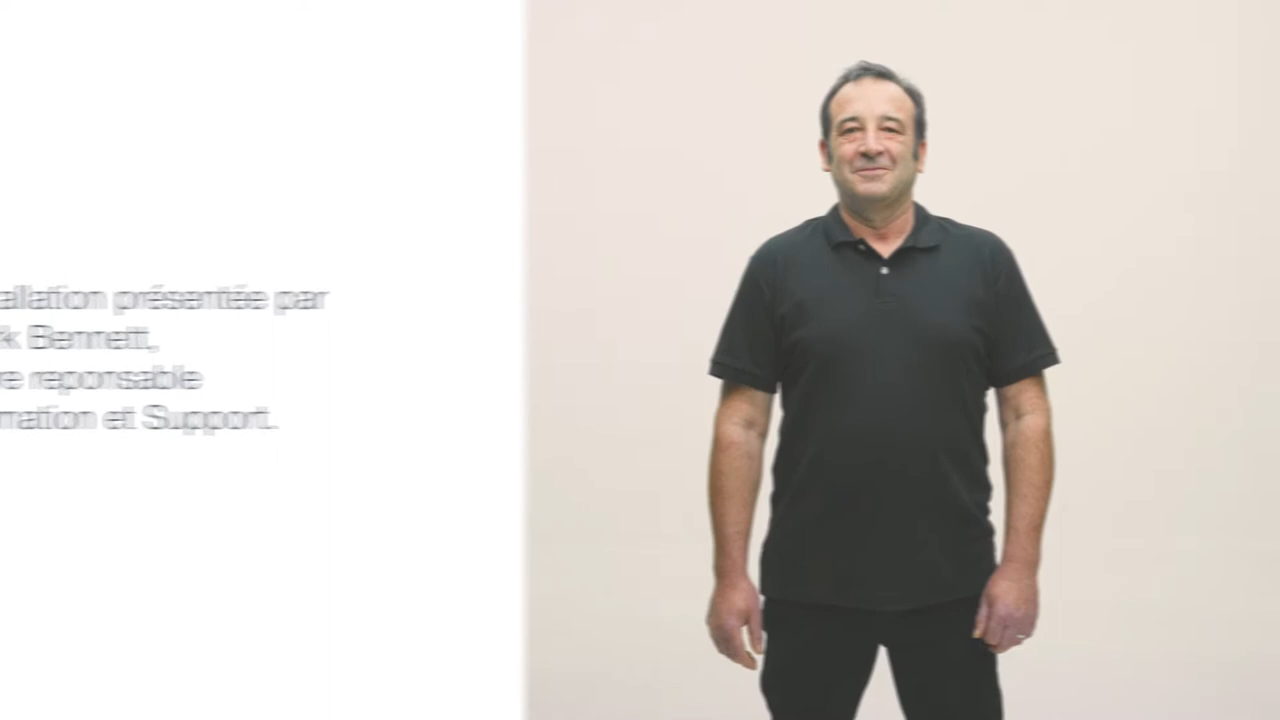 allation présentée par
k Bennett,
e reponsable
mation et Support.